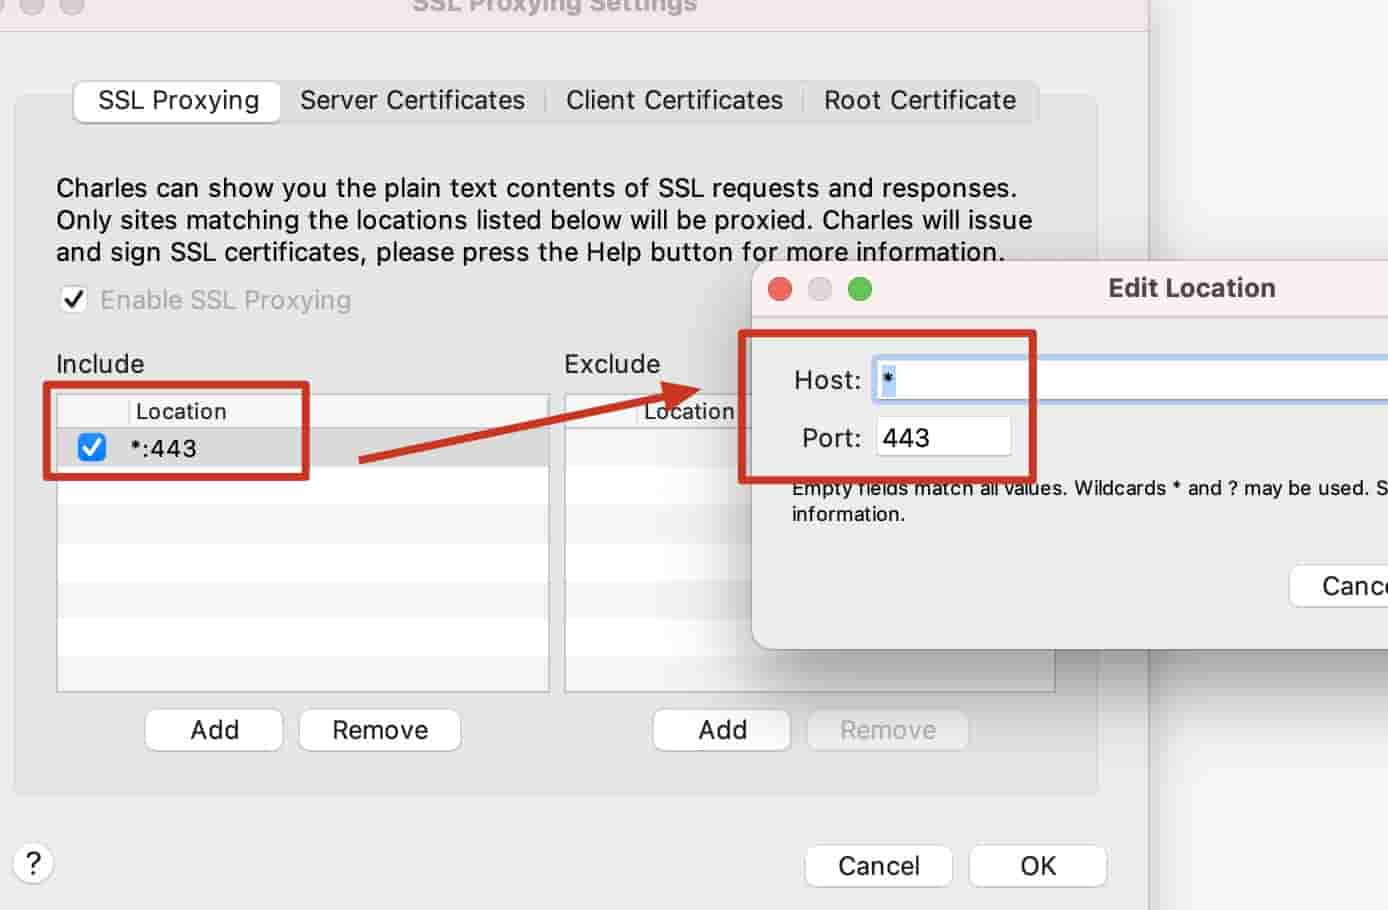 SSL Proxying Settings
SSL Proxying
Server Certificates
Client Certificates
Root Certificate
Charles can show you the plain text contents of SSL requests and responses.
Only sites matching the locations listed below will be proxied. Charles will issue
and sign SSL certificates, please press the Help button for more information.
Enable SSL Proxying
Include
Location
*:443
Exclude
Location
Edit Location
Host: *
Port: 443
Empty fields match all values. Wildcards * and ? may be used. S
information.
Canc
Add
Remove
Add
Remove
?
Cancel
OK